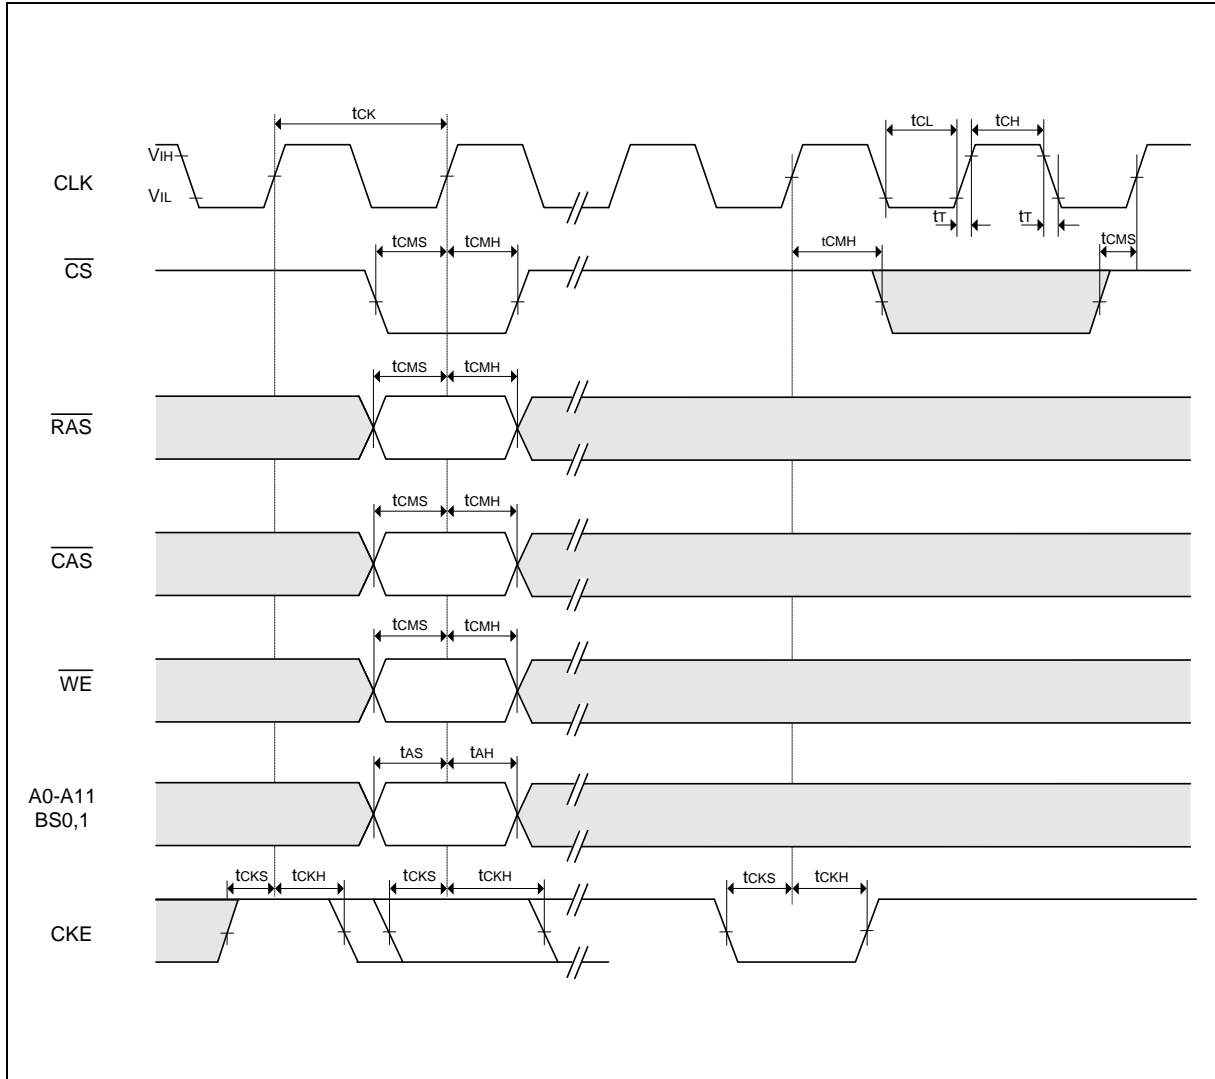 tCK
tCL
tCH
VIH
CLK
VIL
tT
tT
tCMS
tCMH
tCMH
tCMS
CS
tCMS
tCMH
RAS
tCMS
tCMH
CAS
tCMS
tCMH
WE
tAS
tAH
A0-A11
BS0,1
tCKS
tCKH
tCKS
tCKH
tCKS
tCKH
CKE